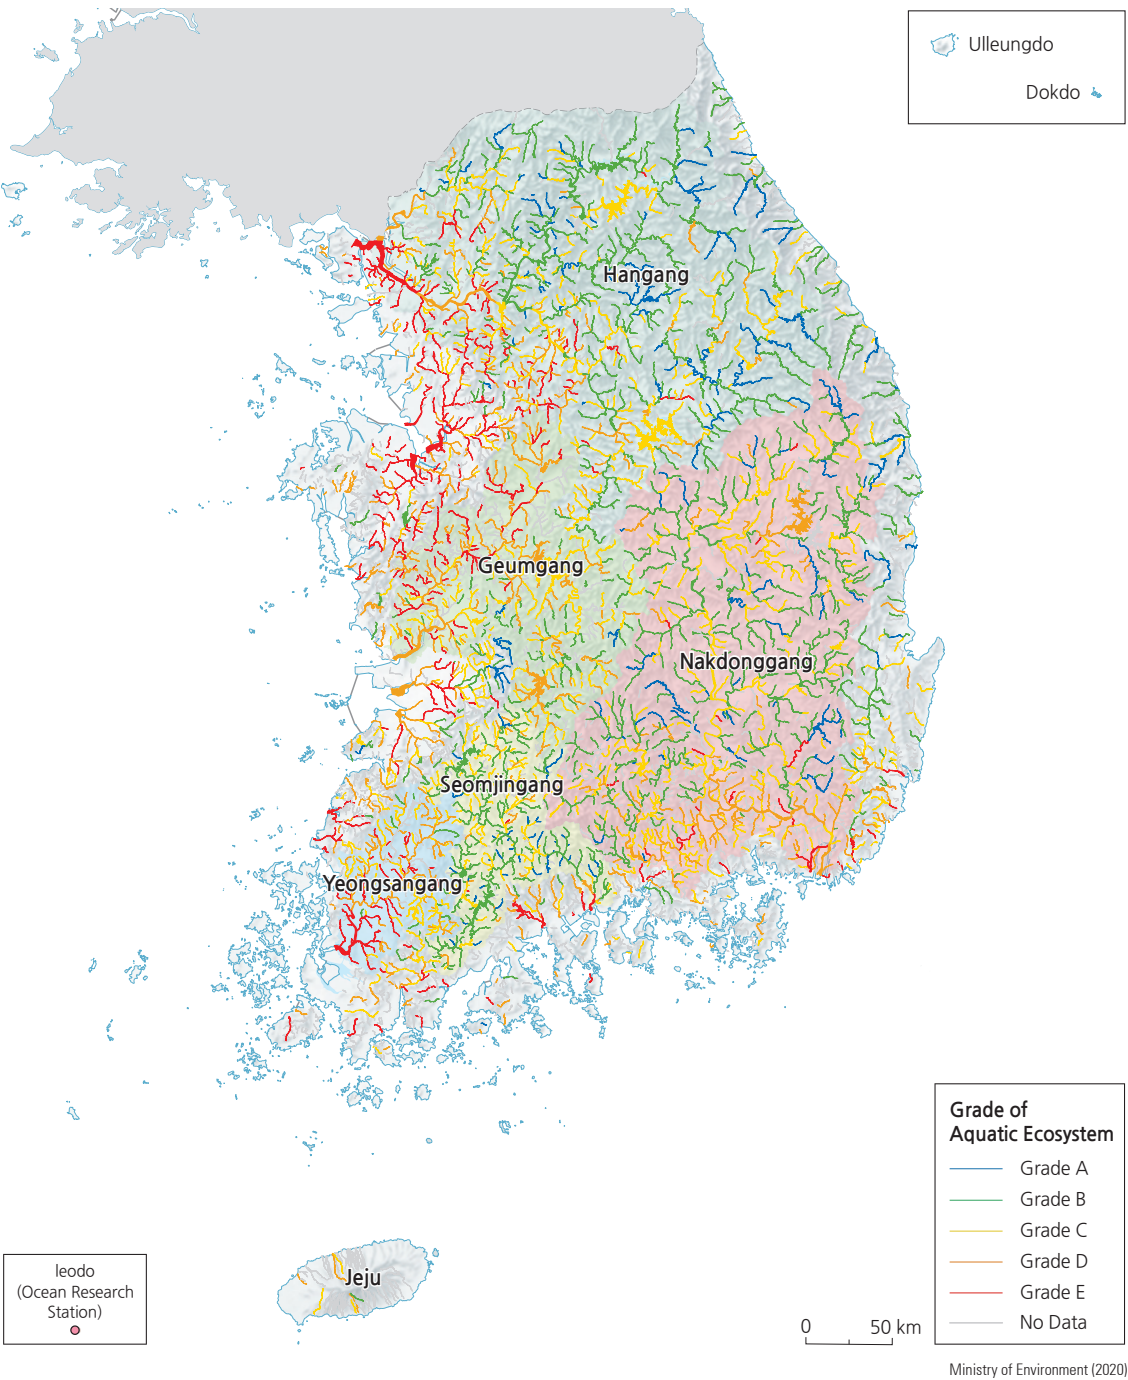 Ulleungdo
Dokdo
Hangang
Geumgang
Nakdonggang
Seomjingang
Yeongsangang
Jeju
Grade of
Aquatic Ecosystem
Grade A
Grade B
Grade C
Grade D
Grade E
No Data
Ieodo
(Ocean Research
Station)
0 50 km
Ministry of Environment (2020)